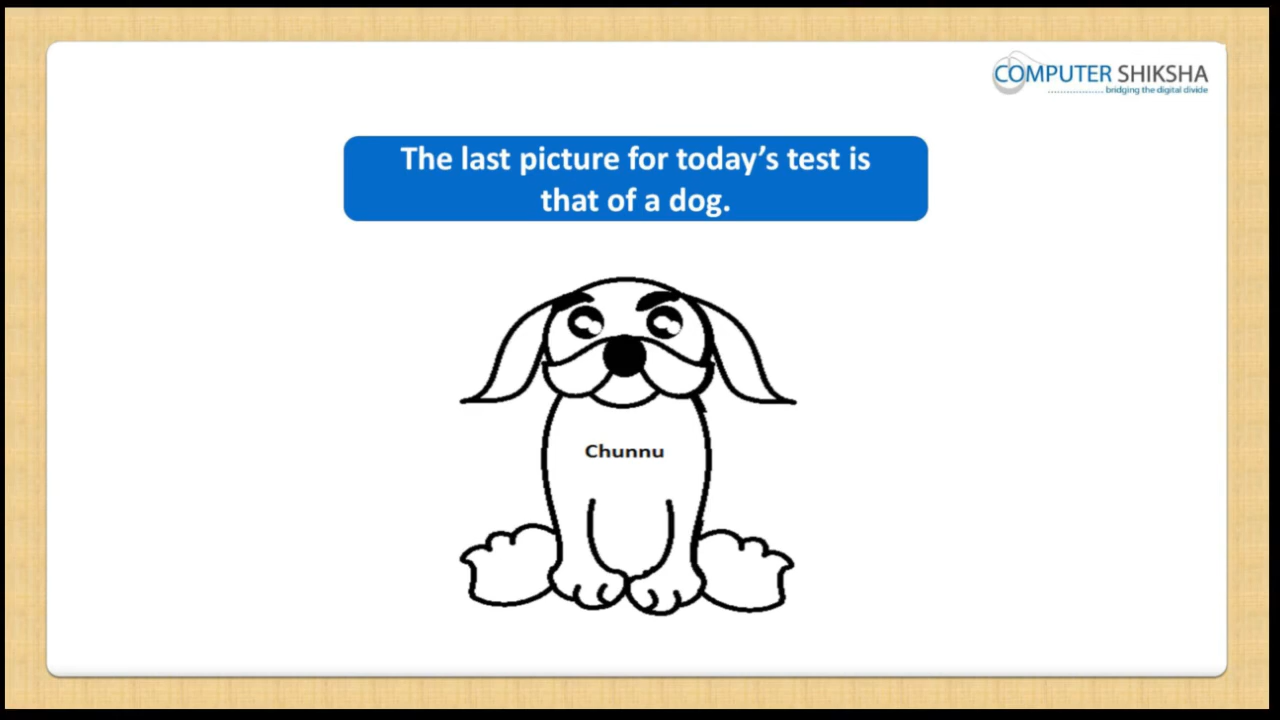 COMPUTER SHIKSHA
bridging the digital divide
The last picture for today’s test is
that of a dog.
Chunnu